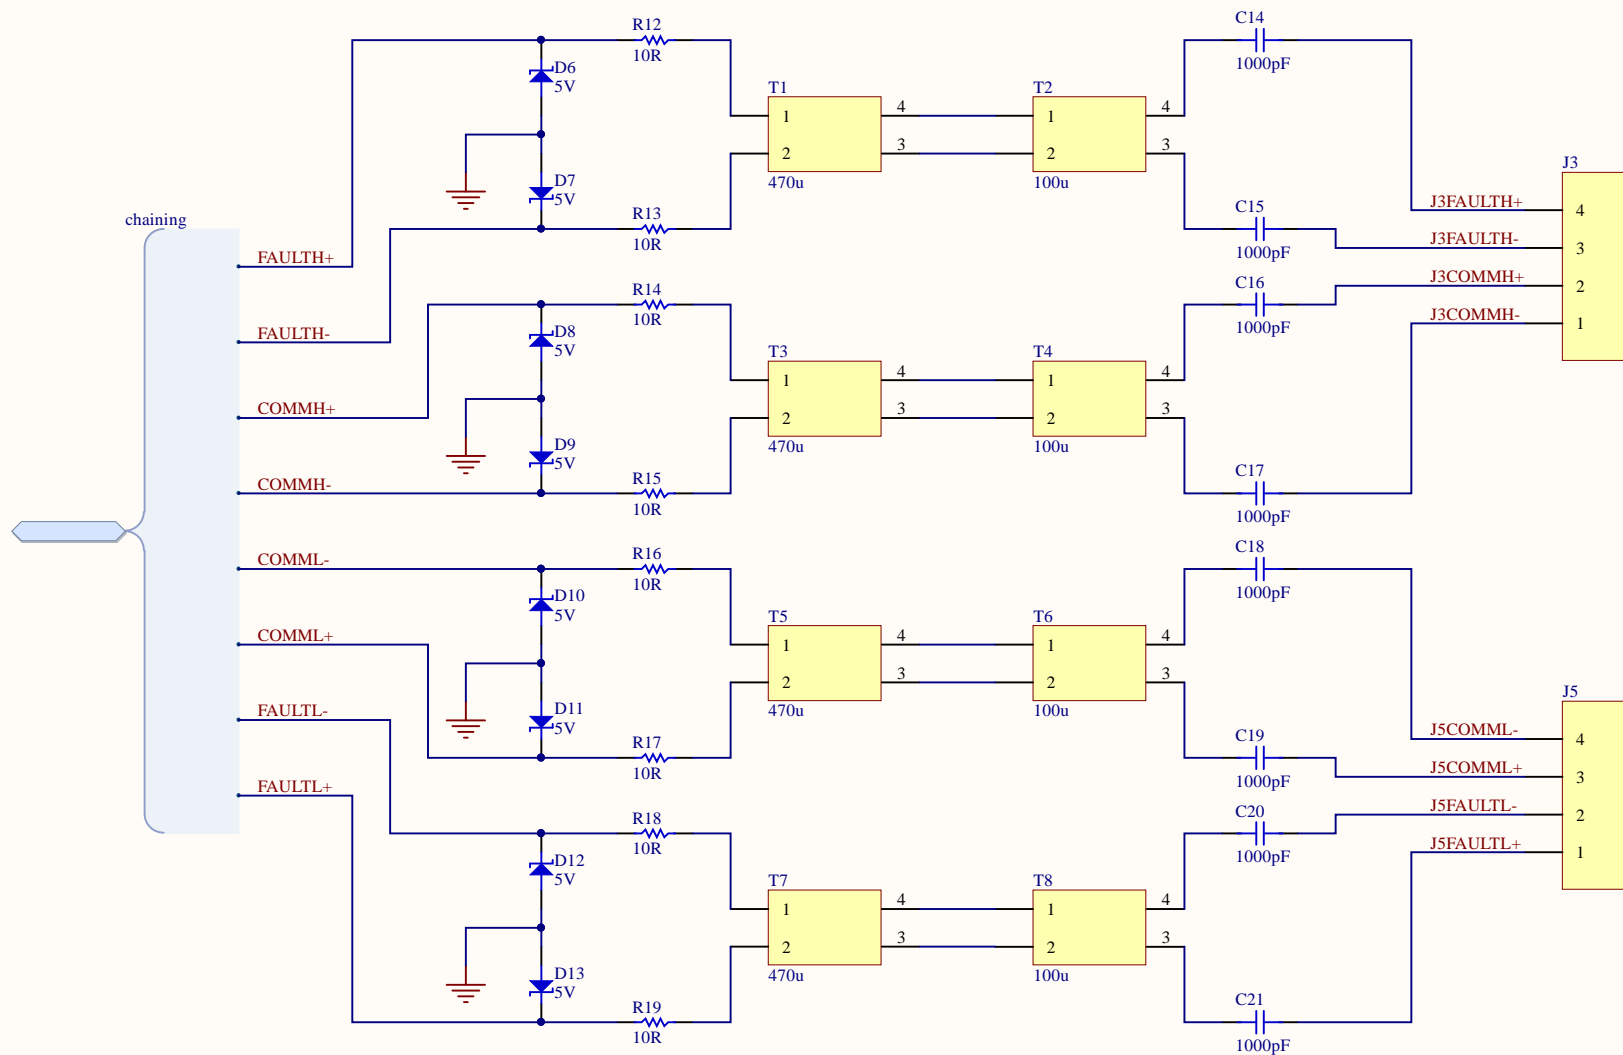 C14
R12
10R
1000pF
D6
5V
T1
T2
1
4
1
4
2
3
2
3
470u
100u
J3
D7
5V
R13
10R
C15
1000pF
J3FAULTH+
4
J3FAULTH-
3
J3COMMH+
2
J3COMMH-
1
chaining
FAULTH+
FAULTH-
COMMH+
COMMH-
COMML-
COMML+
FAULTL-
FAULTL+
R14
10R
C16
1000pF
D8
5V
T3
T4
1
4
1
4
2
3
2
3
470u
100u
D9
5V
R15
10R
C17
1000pF
R16
10R
C18
1000pF
D10
5V
T5
T6
1
4
1
4
2
3
2
3
470u
100u
D11
5V
R17
10R
C19
1000pF
J5
J5COMML-
4
J5COMML+
3
J5FAULTL-
2
J5FAULTL+
1
R18
10R
C20
1000pF
D12
5V
T7
T8
1
4
1
4
2
3
2
3
470u
100u
D13
5V
R19
10R
C21
1000pF